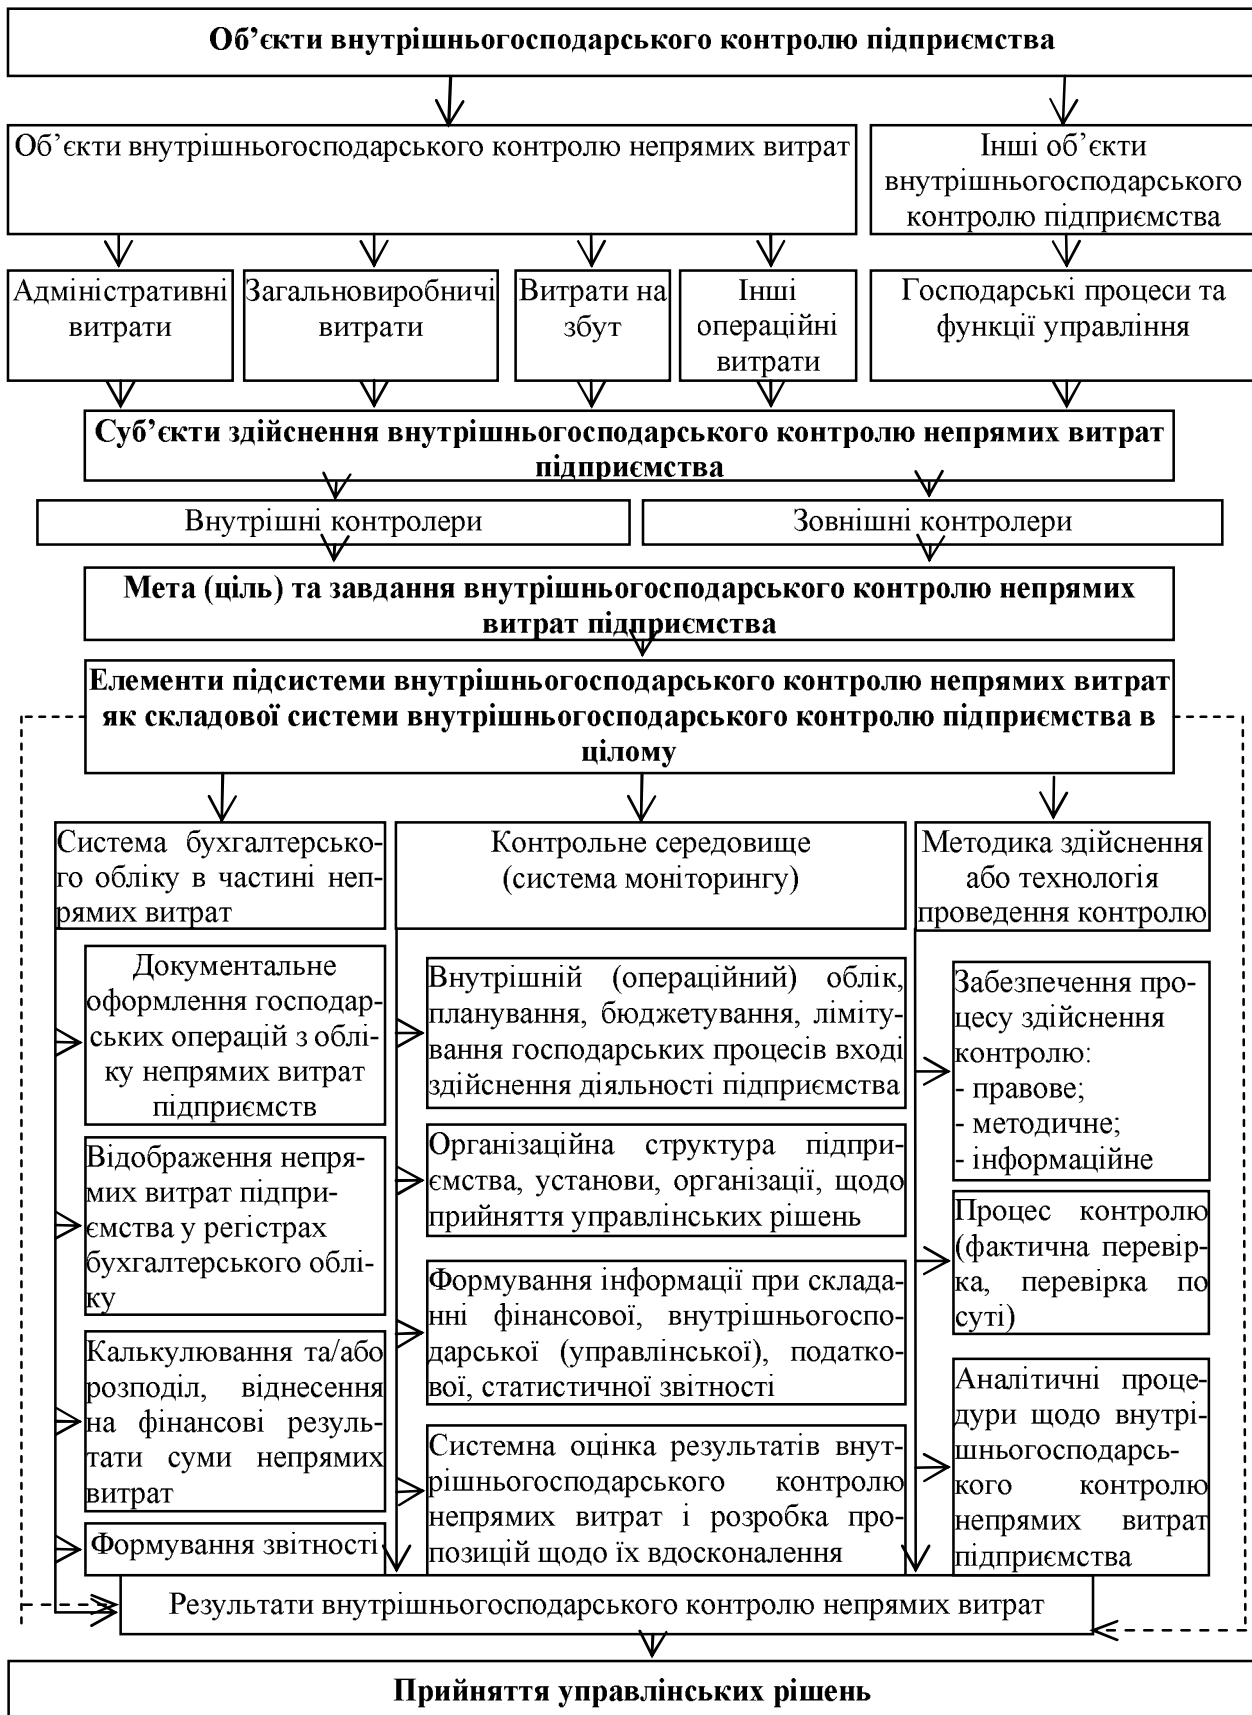 Об’єкти внутрішньогосподарського контролю підприємства
Об’єкти внутрішньогосподарського контролю непрямих витрат
Інші об’єкти
внутрішньогосподарського
контролю підприємства
Адміністративні
витрати
Загальновиробничі
витрати
Витрати на
збут
Інші
операційні
витрати
Господарські процеси та
функції управління
Суб’єкти здійснення внутрішньогосподарського контролю непрямих витрат
підприємства
Внутрішні контролери
Зовнішні контролери
Мета (ціль) та завдання внутрішньогосподарського контролю непрямих
витрат підприємства
Елементи підсистеми внутрішньогосподарського контролю непрямих витрат
як складової системи внутрішньогосподарського контролю підприємства в
цілому
Система бухгалтерсько-
го обліку в частині неп-
рямих витрат
Документальне
оформлення господар-
ських операцій з облі-
ку непрямих витрат
підприємств
Відображення непря-
мих витрат підпри-
ємства у регістрах
бухгалтерського облі-
ку
Калькулювання та/або
розподіл, віднесення
на фінансові резуль-
тати суми непрямих
витрат
Формування звітності
Контрольне середовище
(система моніторингу)
Внутрішній (операційний) облік,
планування, бюджетування, ліміту-
вання господарських процесів вході
здійснення діяльності підприємства
Організаційна структура підпри-
ємства, установи, організації, щодо
прийняття управлінських рішень
Формування інформації при склада-
нні фінансової, внутрішньогоспо-
дарської (управлінської), податко-
вої, статистичної звітності
Системна оцінка результатів внут-
рішньогосподарського контролю
непрямих витрат і розробка про-
позицій щодо їх вдосконалення
Методика здійснення
або технологія
проведення контролю
Забезпечення про-
цесу здійснення
контролю:
- правове;
- методичне;
- інформаційне
Процес контролю
(фактична перевір-
ка, перевірка по
суті)
Аналітичні проце-
дури щодо внутрі-
шньогосподарсь-
кого контролю
непрямих витрат
підприємства
Результати внутрішньогосподарського контролю непрямих витрат
Прийняття управлінських рішень